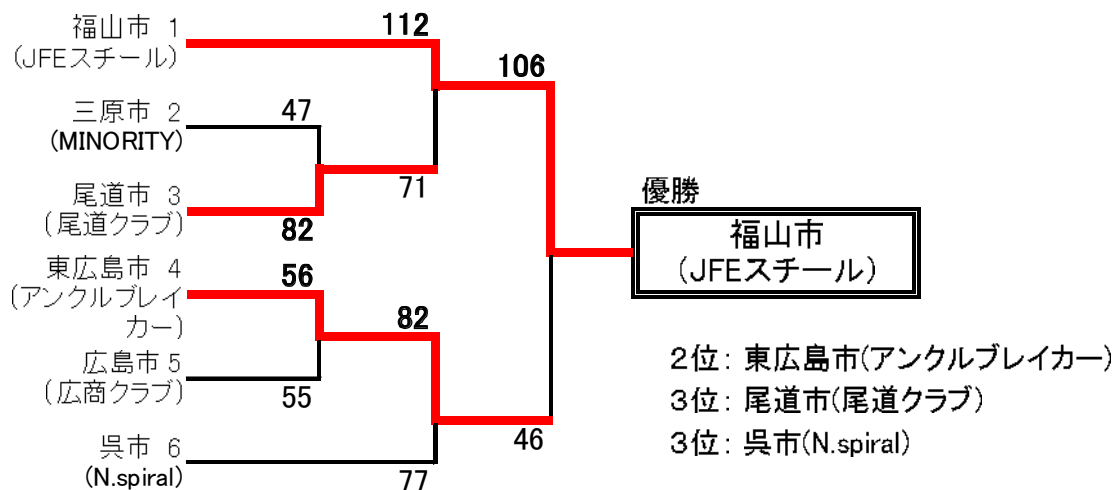 福山市 1
(JFEスチール)
112
106
三原市 2
(MINORITY)
47
71
尾道市 3
(尾道クラブ)
82
優勝
福山市
(JFEスチール)
東広島市 4
(アンクルブレイ
カー)
56
82
広島市 5
(広商クラブ)
55
46
呉市 6
(N.spiral)
77
2位: 東広島市(アンクルブレイカー)
3位: 尾道市(尾道クラブ)
3位: 呉市(N.spiral)